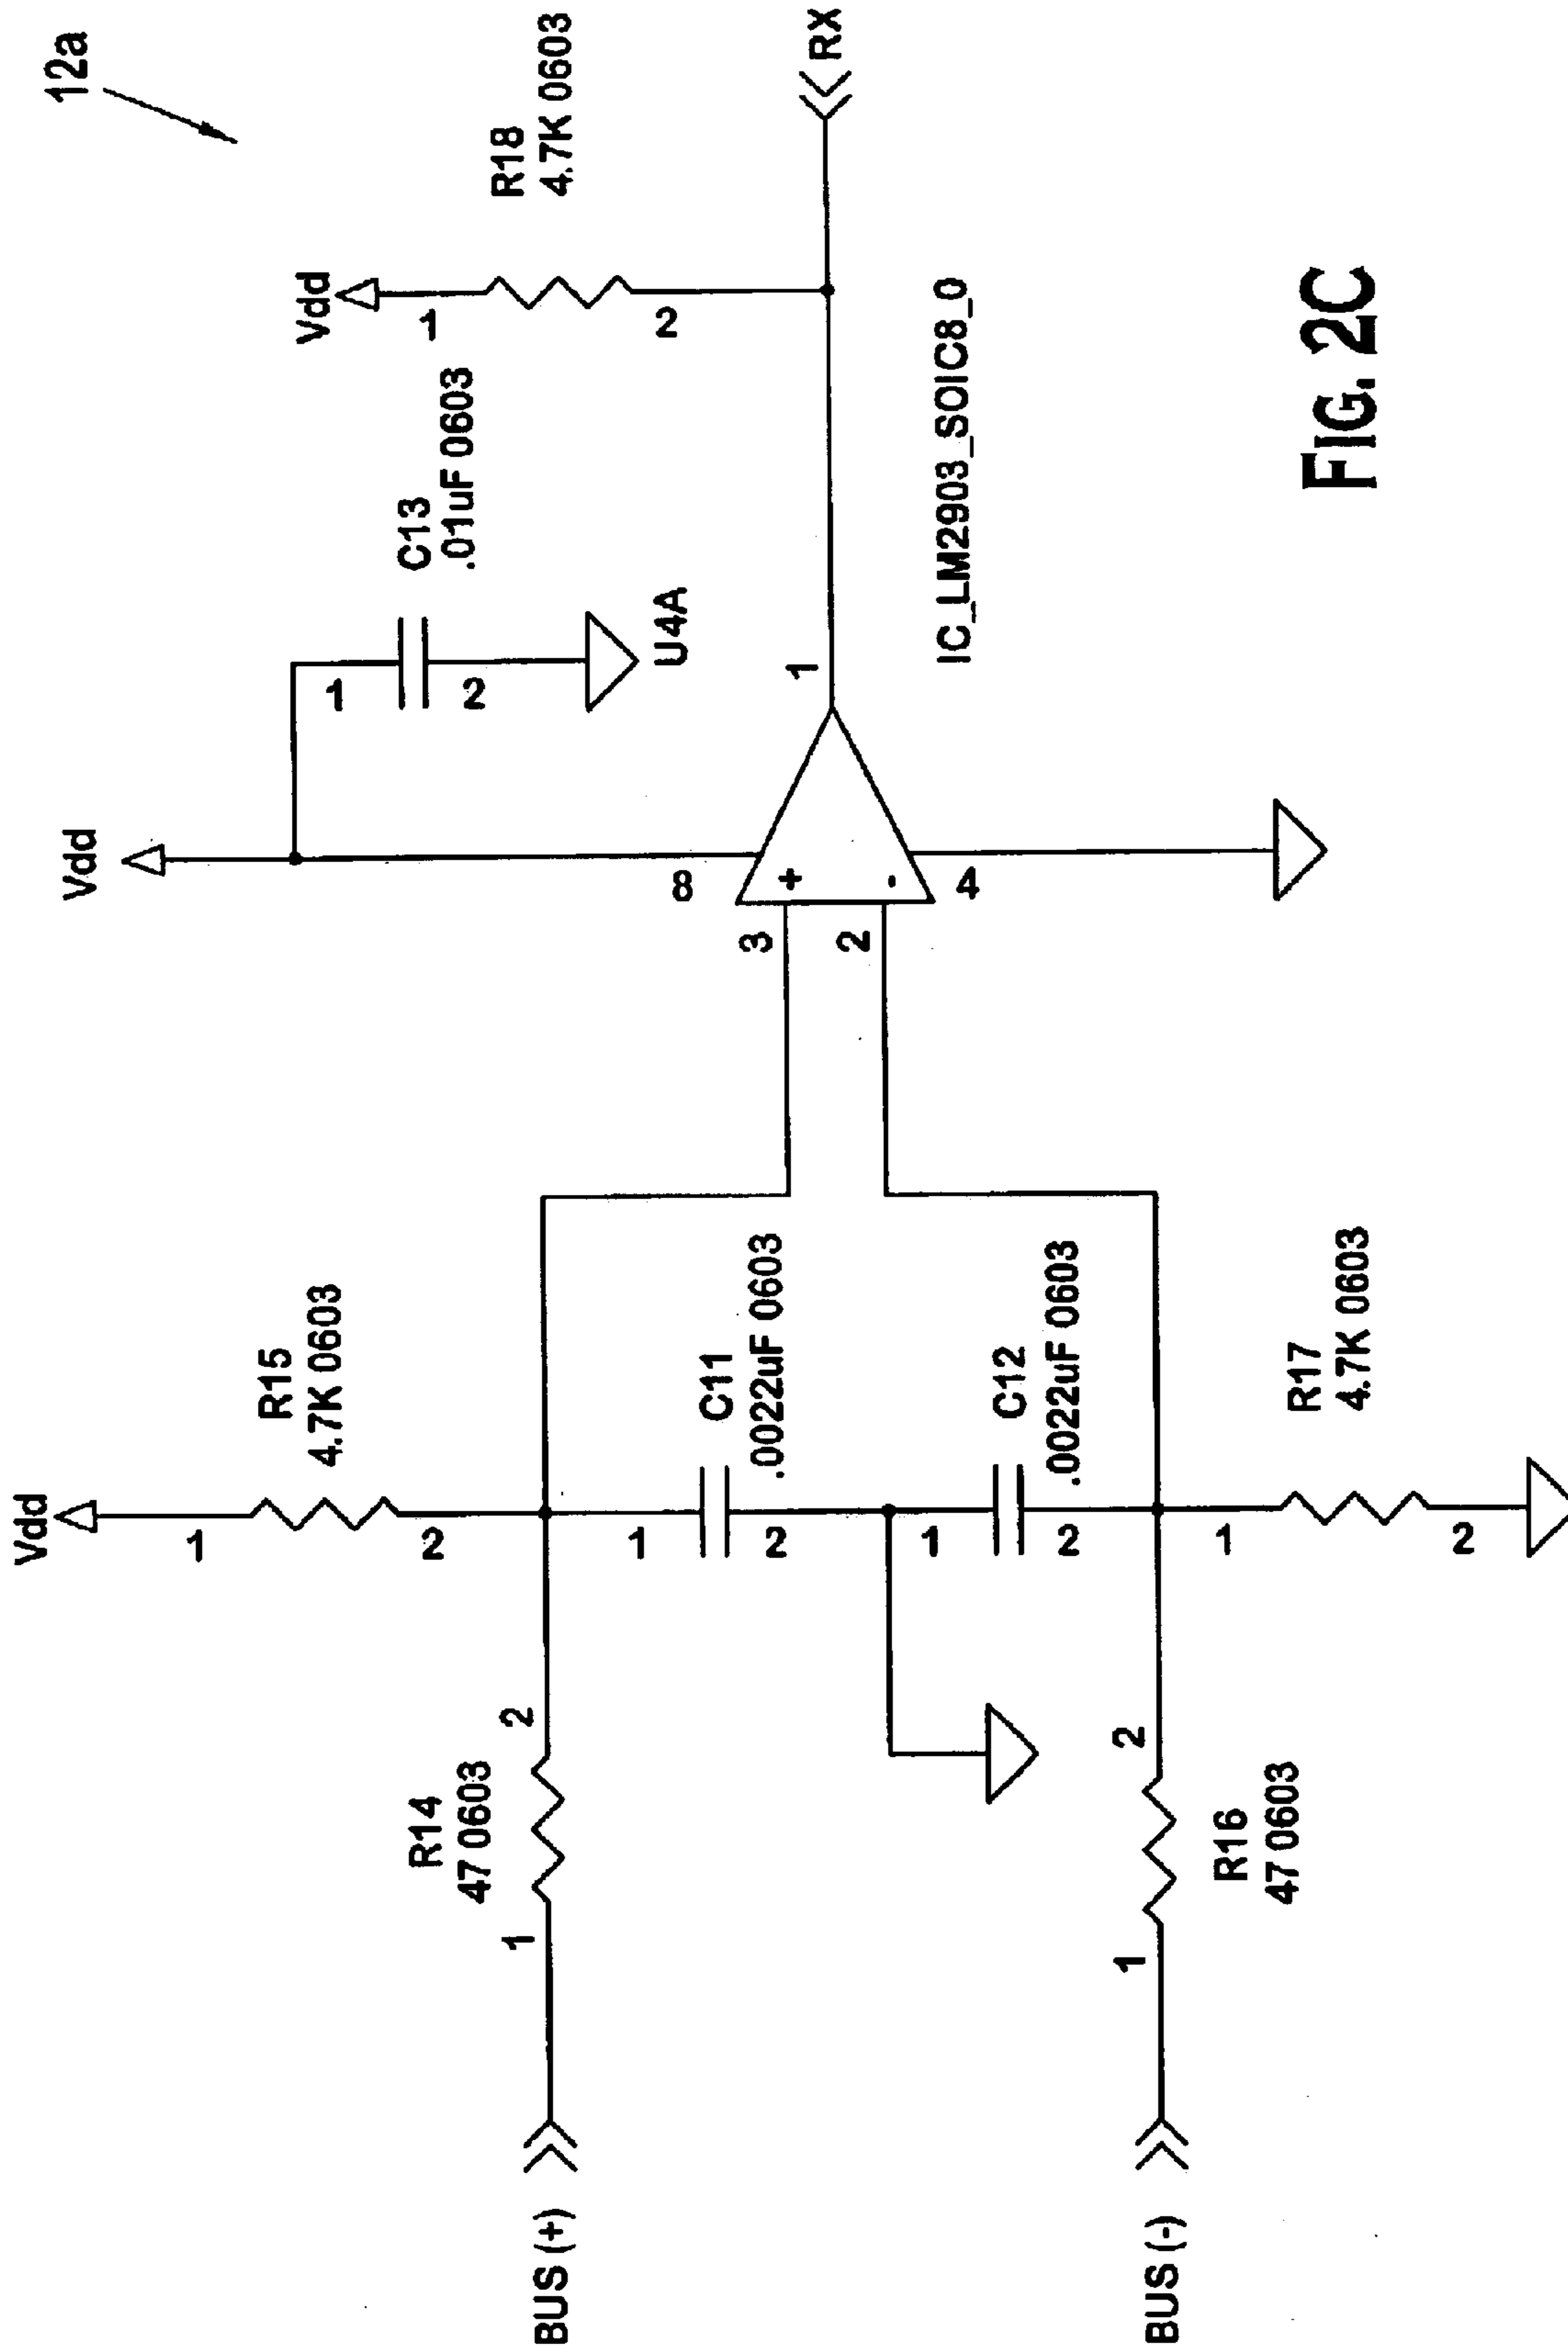 12a
Vdd
R15
4.7K 0603
1
2
BUS (+)
R14
47 0603
1
2
1
C11
.0022uF 0603
2
1
C12
.0022uF 0603
2
BUS (-)
R16
47 0603
1
2
1
R17
4.7K 0603
2
Vdd
1
C13
.01uF 0603
2
U4A
8
3
+
2
-
4
1
IC_LM2903_SOIC8_0
Vdd
1
R18
4.7K 0603
2
RX
FIG. 2C